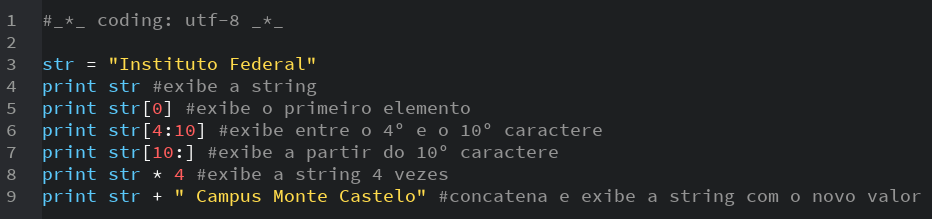 1 #_*_ coding: utf-8 _*_
2
3 str = "Instituto Federal"
4 print str #exibe a string
5 print str[0] #exibe o primeiro elemento
6 print str[4:10] #exibe entre o 4º e o 10º caractere
7 print str[10:] #exibe a partir do 10º caractere
8 print str * 4 #exibe a string 4 vezes
9 print str + " Campus Monte Castelo" #concatena e exibe a string com o novo valor